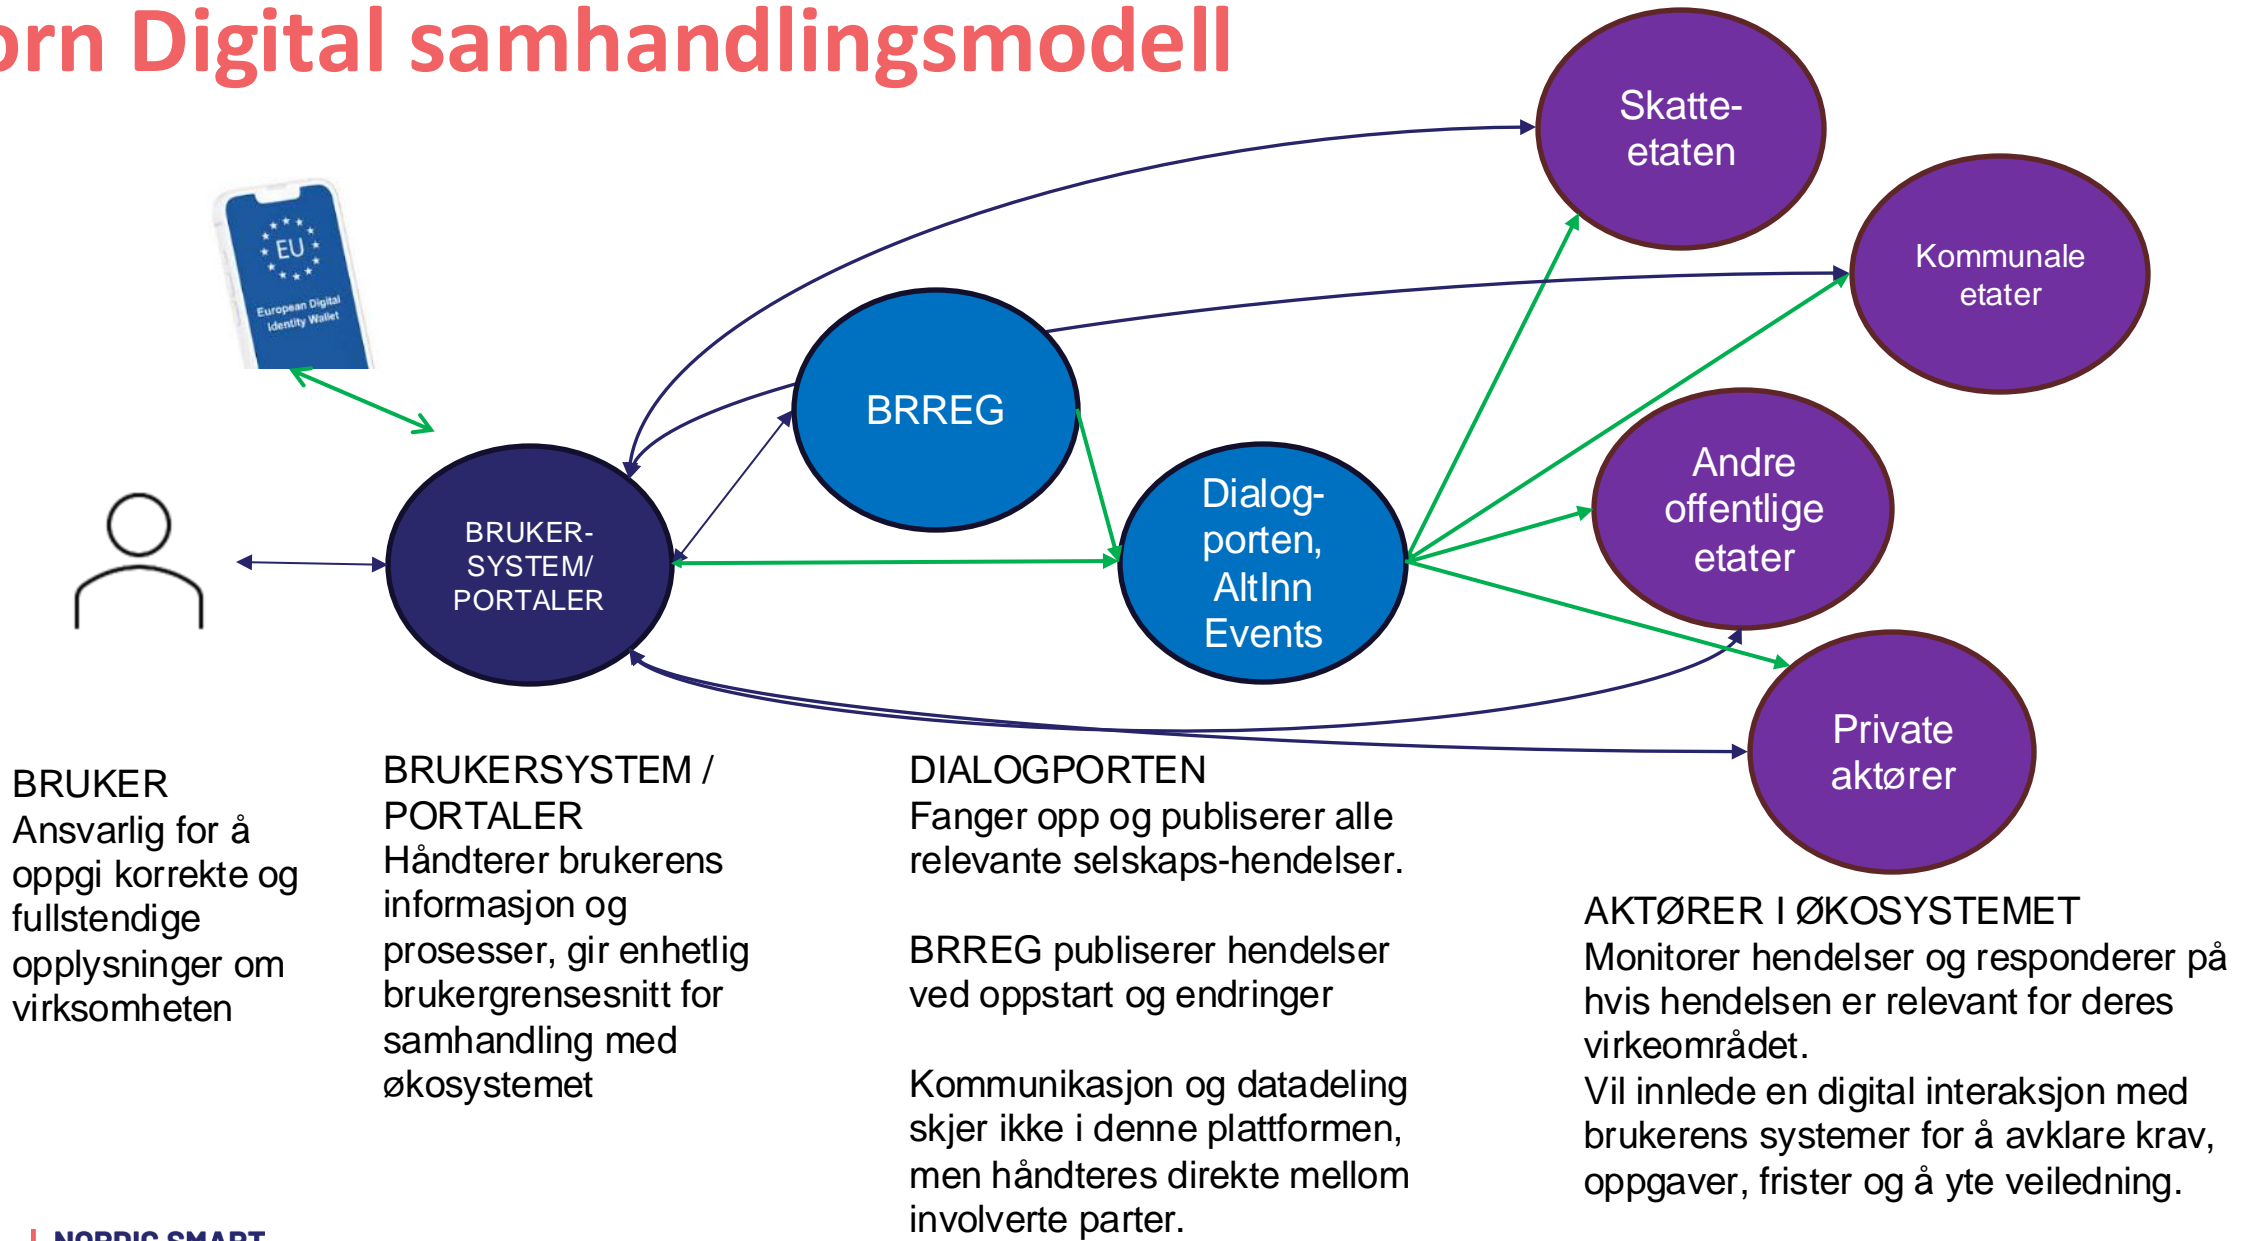 orn Digital samhandlingsmodell
Skatte-
etaten
Kommunale
etater
EU
European Digital
Identity Wallet
BRREG
Andre
offentlige
etater
Dialog-
porten,
AltInn
Events
BRUKER-
SYSTEM/
PORTALER
Private
aktører
BRUKER
Ansvarlig for å
oppgi korrekte og
fullstendige
opplysninger om
virksomheten
BRUKERSYSTEM /
PORTALER
Håndterer brukerens
informasjon og
prosesser, gir enhetlig
brukergrensesnitt for
samhandling med
økosystemet
DIALOGPORTEN
Fanger opp og publiserer alle
relevante selskaps-hendelser.
BRREG publiserer hendelser
ved oppstart og endringer
Kommunikasjon og datadeling
skjer ikke i denne plattformen,
men håndteres direkte mellom
involverte parter.
AKTØRER I ØKOSYSTEMET
Monitorer hendelser og responderer på
hvis hendelsen er relevant for deres
virkeområdet.
Vil innlede en digital interaksjon med
brukerens systemer for å avklare krav,
oppgaver, frister og å yte veiledning.
NORDIC SMART